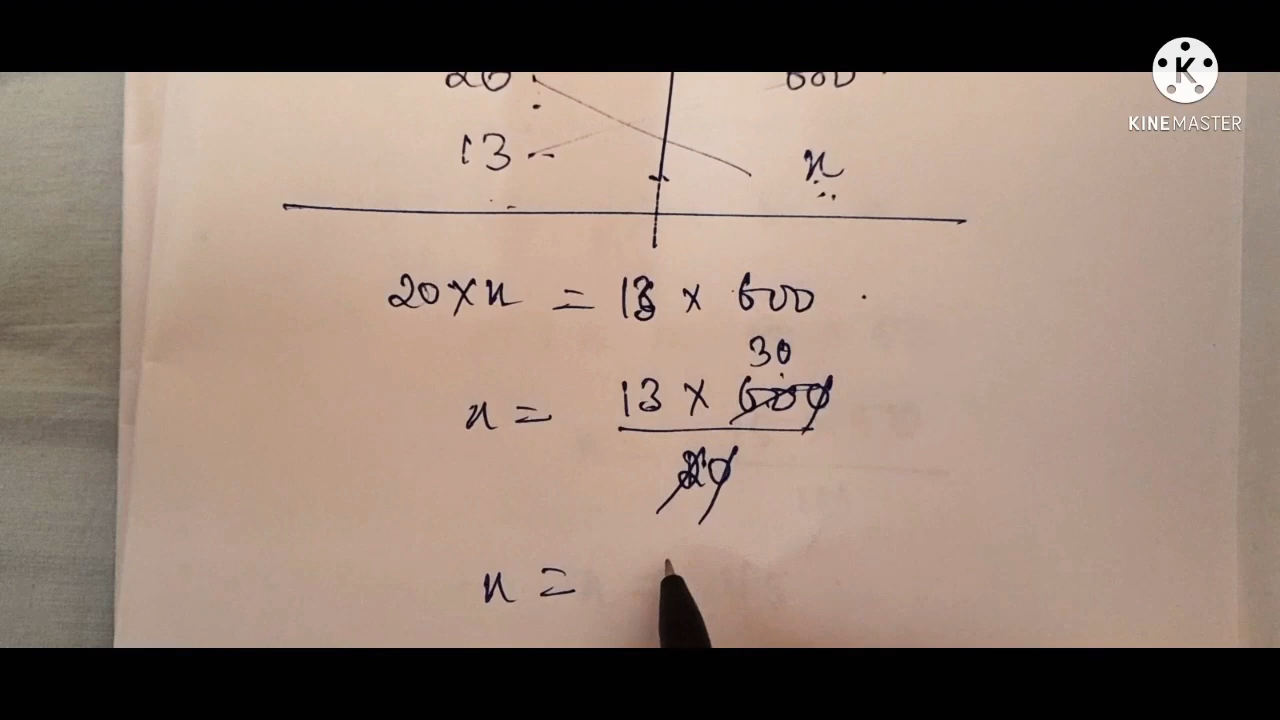 20 600
KINEMASTER
13 x
20 × x = 13 × 600
30
x = 13 × 600
20
x =